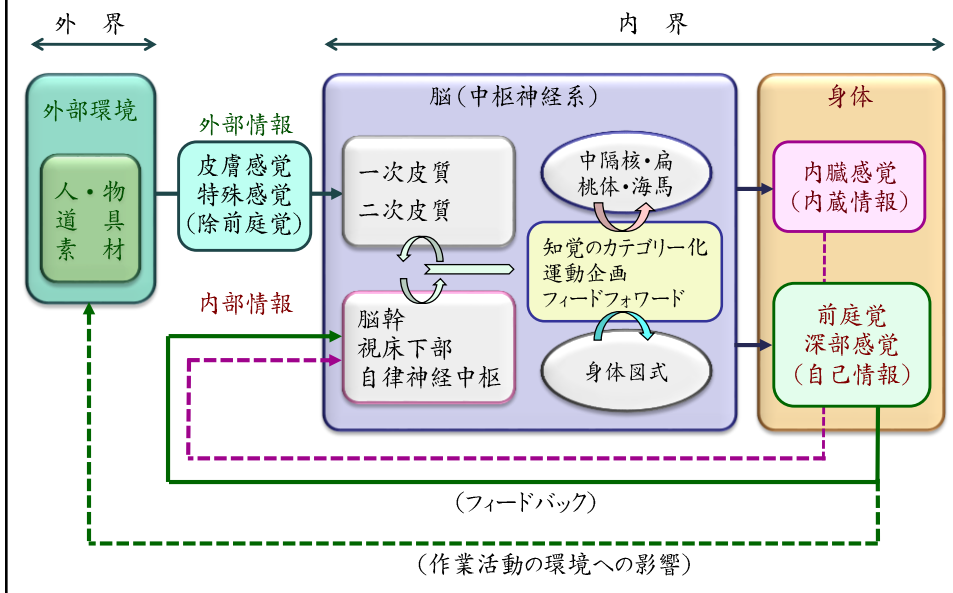 外 界
内 界
外部環境
人・物
道 具
素 材
外部情報
皮膚感覚
特殊感覚
(除前庭覚)
内部情報
脳(中枢神経系)
一次皮質
二次皮質
脳幹
視床下部
自律神経中枢
中隔核・扁
桃体・海馬
知覚のカテゴリー化
運動企画
フィードフォワード
身体図式
身体
内臓感覚
(内蔵情報)
前庭覚
深部感覚
(自己情報)
(フィードバック)
(作業活動の環境への影響)